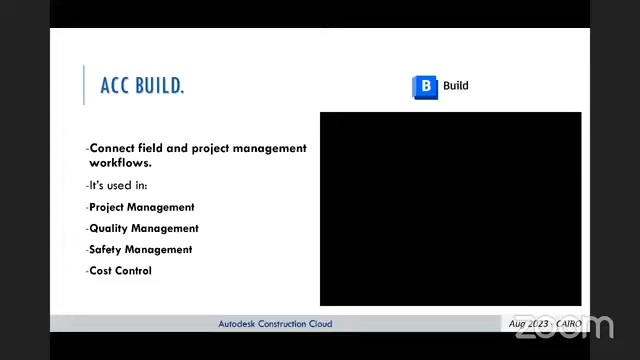 ACC BUILD.
B Build
-Connect field and project management
workflows.
-It's used in:
-Project Management
-Quality Management
-Safety Management
-Cost Control
Autodesk Construction Cloud
Aug 2023 - CAIRO
zoom